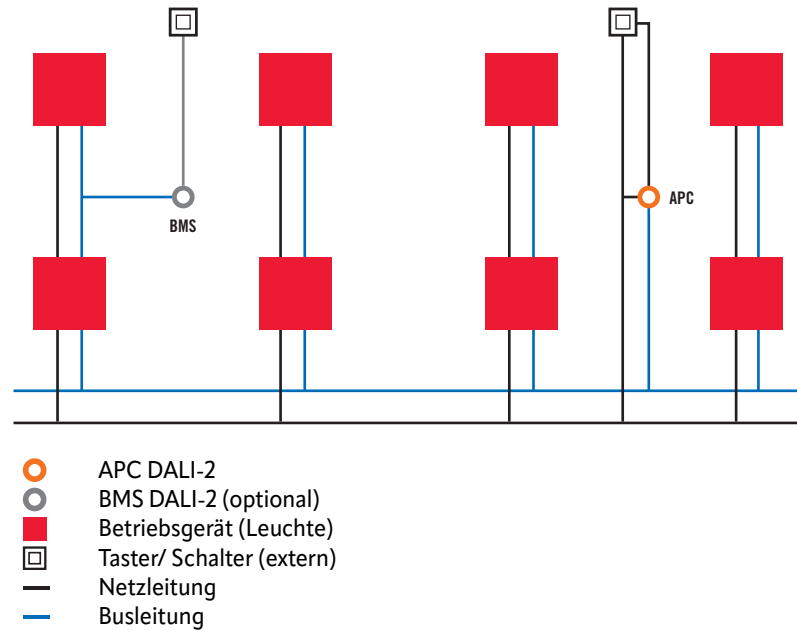 APC
BMS
APC DALI-2
BMS DALI-2 (optional)
Betriebsgerät (Leuchte)
Taster/ Schalter (extern)
Netzleitung
Busleitung